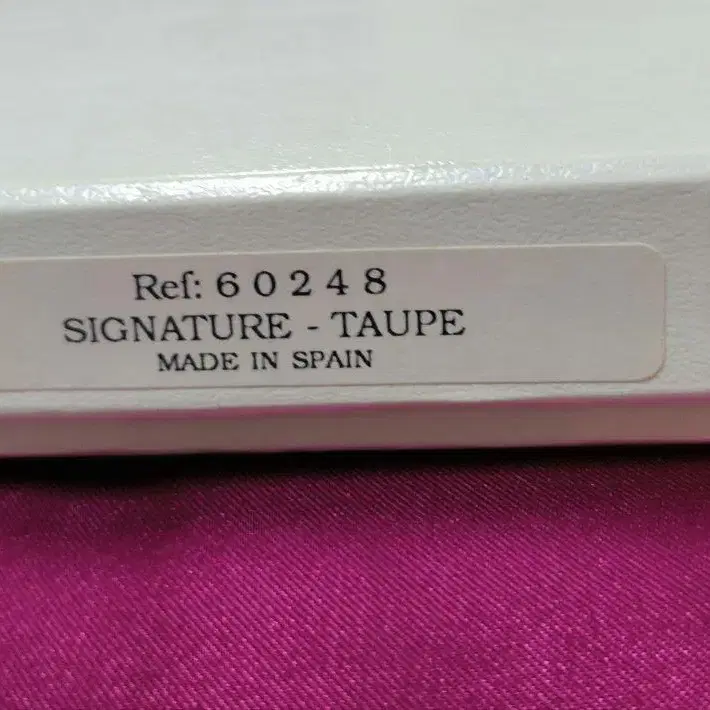 Ref: 6 0 2 4 8
SIGNATURE - TAUPE
MADE IN SPAIN